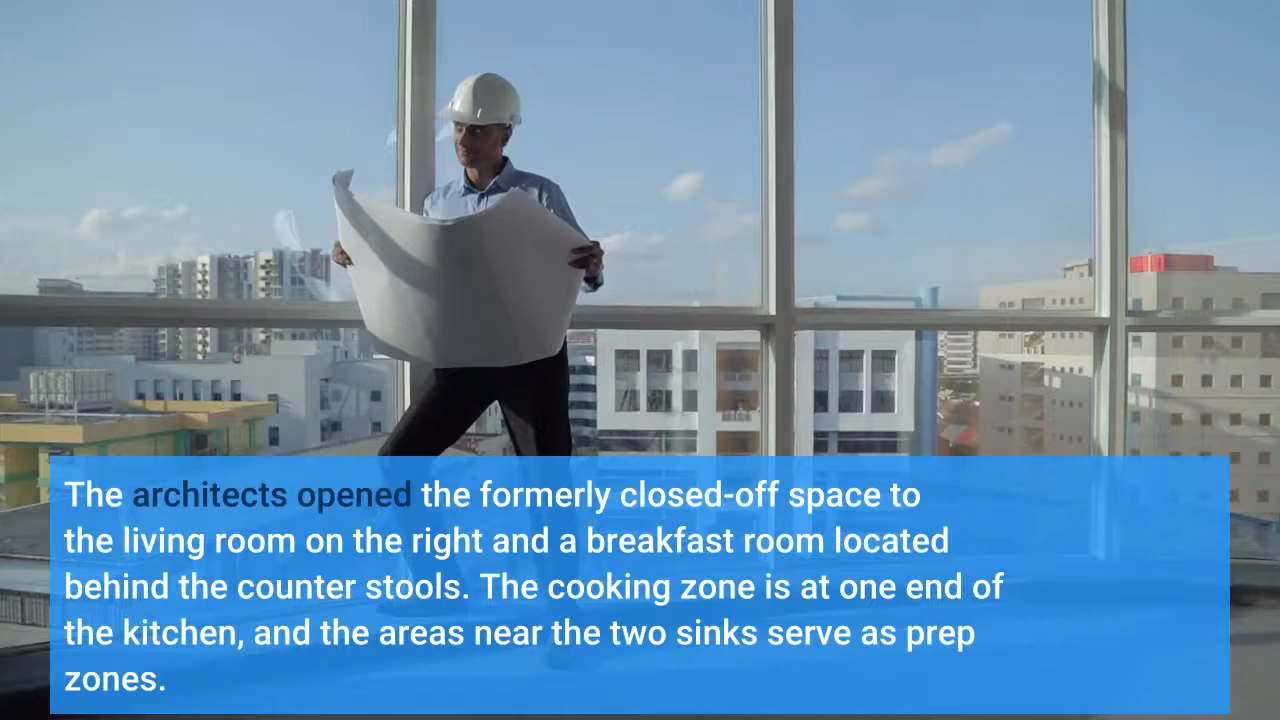 The architects opened the formerly closed-off space to
the living room on the right and a breakfast room located
behind the counter stools. The cooking zone is at one end of
the kitchen, and the areas near the two sinks serve as prep
zones.